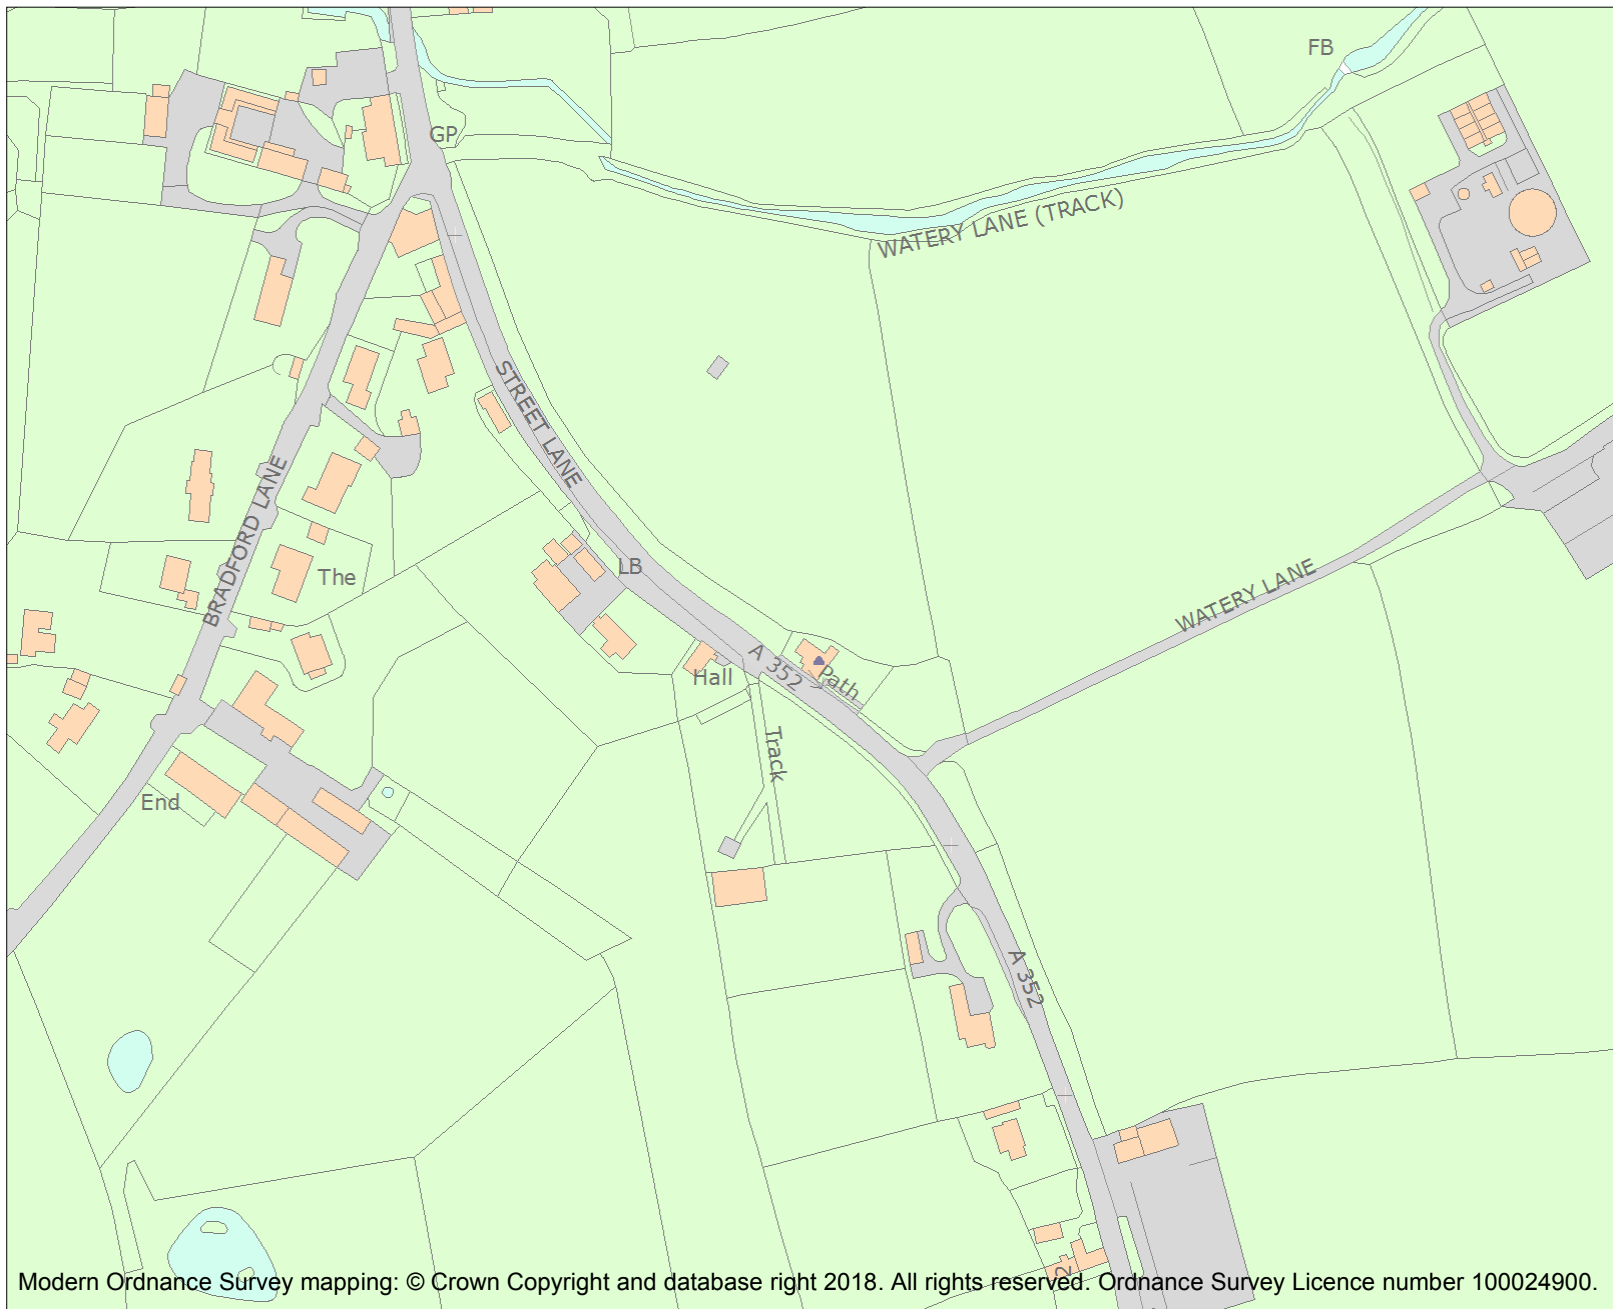 FB
GP
WATERY LANE (TRACK)
STREET LANE
BRADFORD LANE
LB
The
WATERY LANE
A 352
Hall
Path
Track
End
A 352
2
Modern Ordnance Survey mapping: © Crown Copyright and database right 2018. All rights reserved. Ordnance Survey Licence number 100024900.